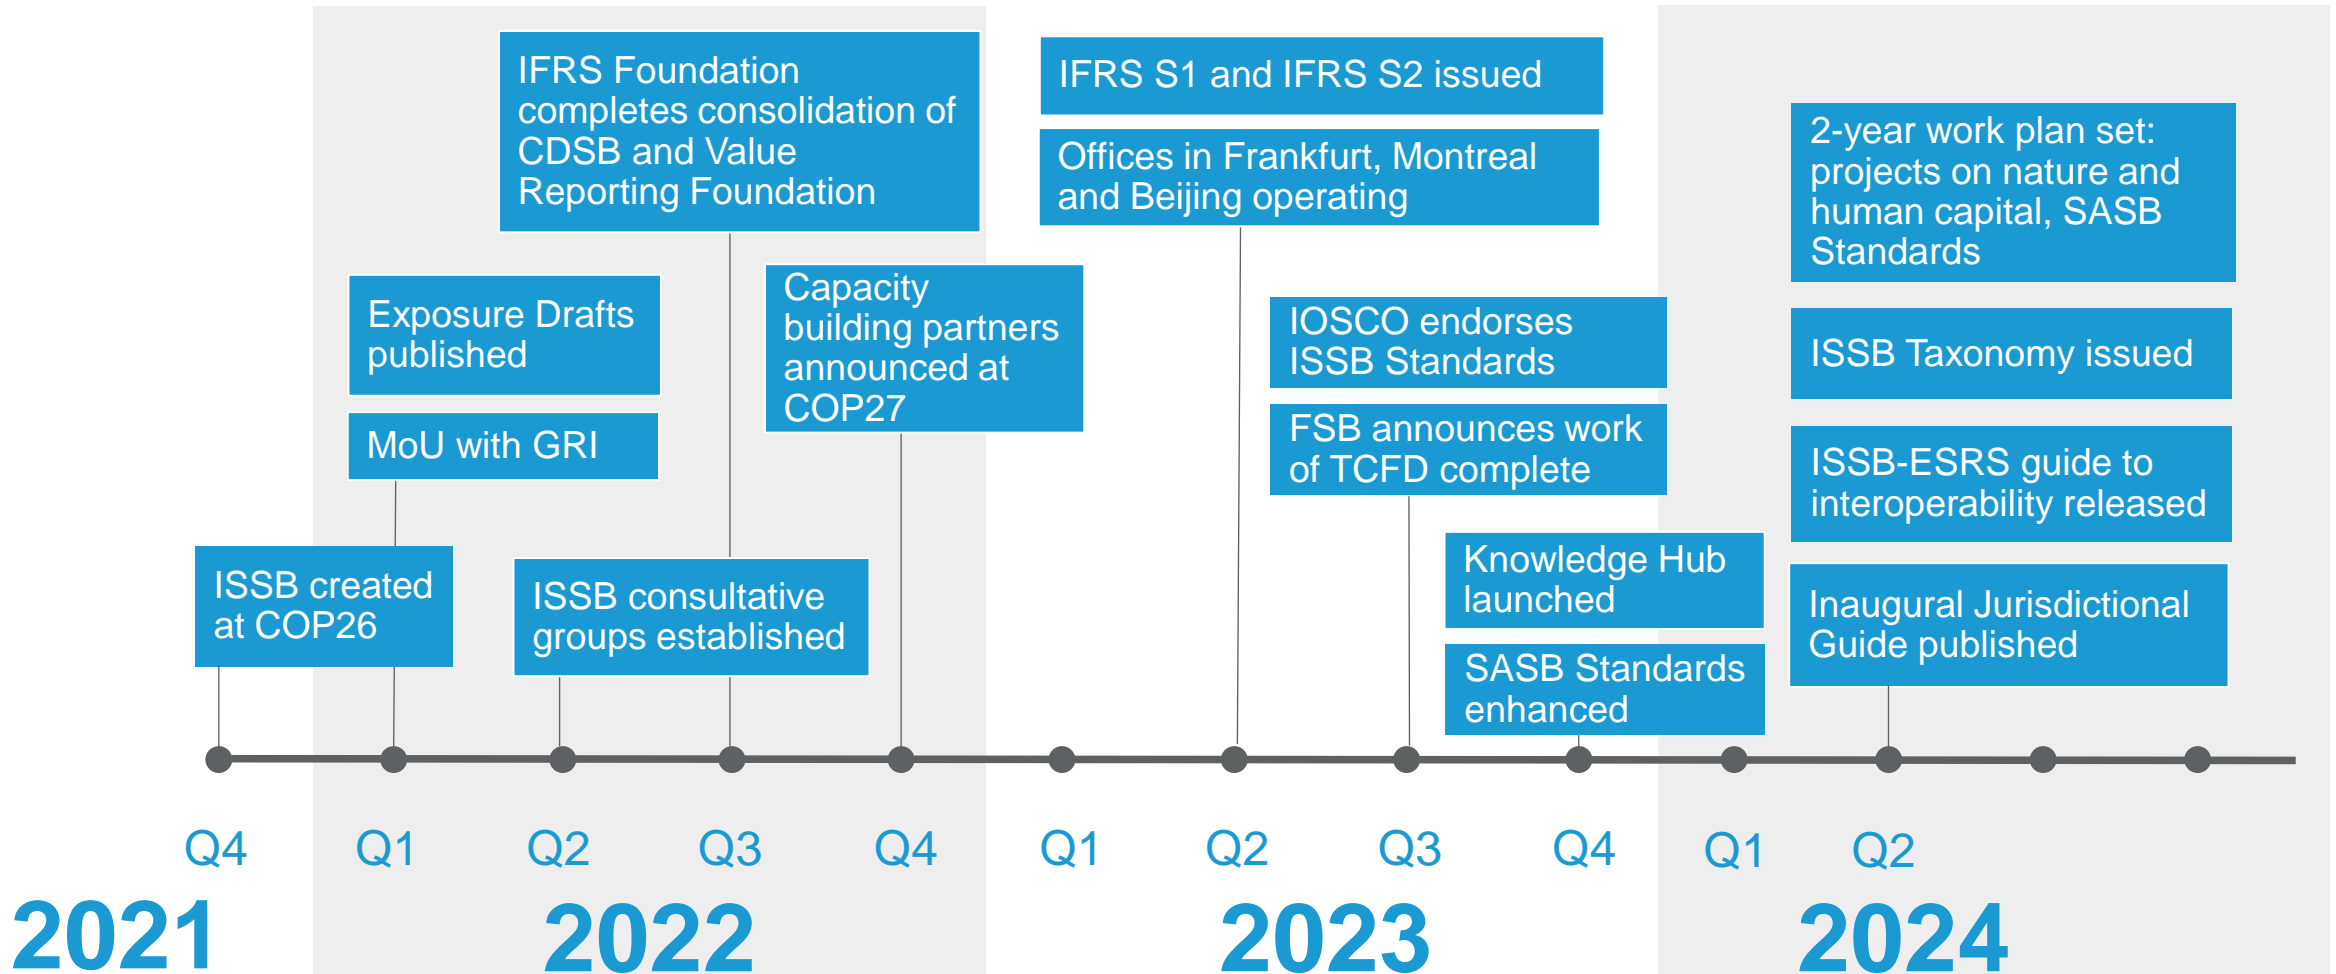 IFRS Foundation
completes consolidation of
CDSB and Value
Reporting Foundation
IFRS S1 and IFRS S2 issued
Offices in Frankfurt, Montreal
and Beijing operating
2-year work plan set:
projects on nature and
human capital, SASB
Standards
Exposure Drafts
published
MoU with GRI
Capacity
building partners
announced at
COP27
IOSCO endorses
ISSB Standards
FSB announces work
of TCFD complete
ISSB Taxonomy issued
ISSB-ESRS guide to
interoperability released
ISSB created
at COP26
ISSB consultative
groups established
Knowledge Hub
launched
SASB Standards
enhanced
Inaugural Jurisdictional
Guide published
Q4
Q1
Q2
Q3
Q4
Q1
Q2
Q3
Q4
Q1
Q2
2021
2022
2023
2024